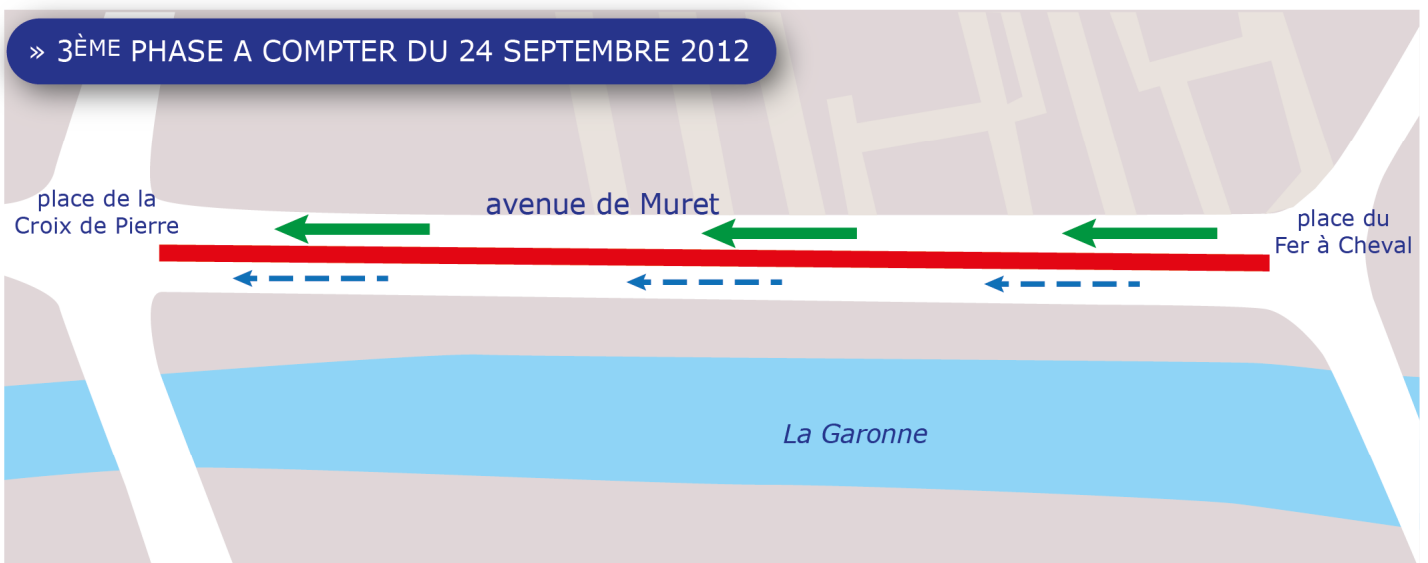 » 3ÈME PHASE A COMPTER DU 24 SEPTEMBRE 2012
place de la
Croix de Pierre
avenue de Muret
place du
Fer à Cheval
La Garonne